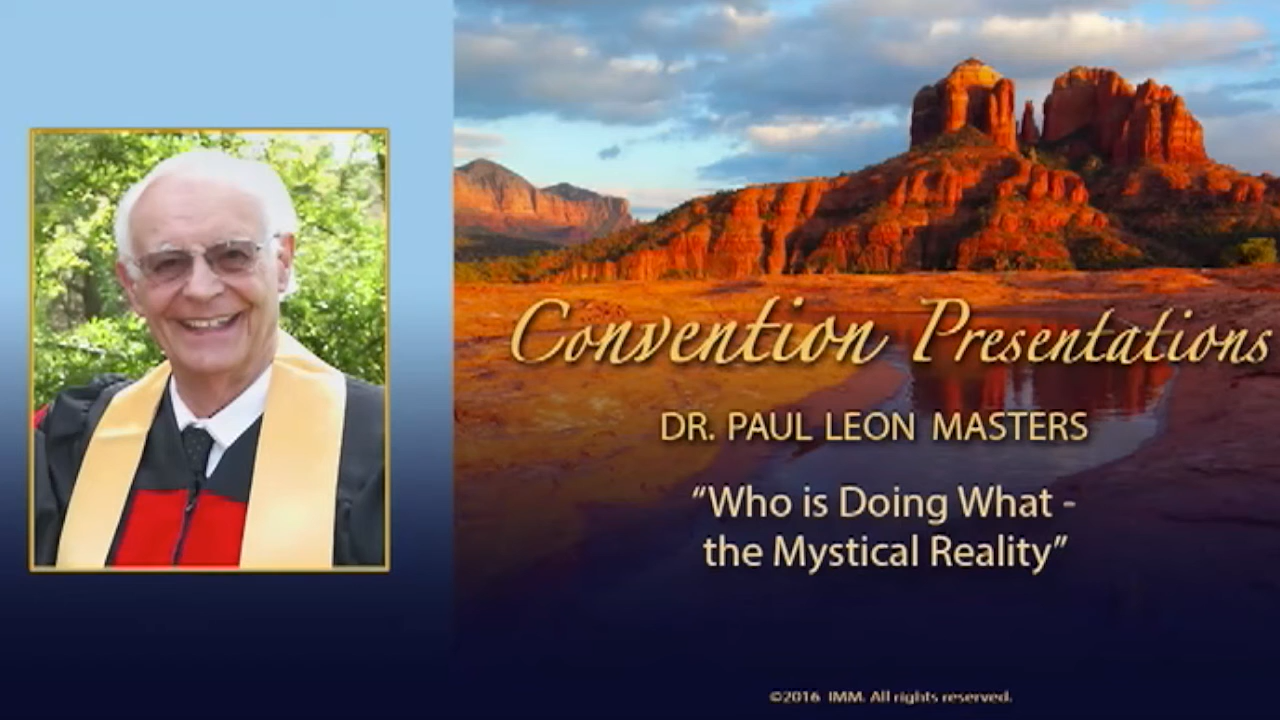 Convention Presentations
DR. PAUL LEON MASTERS
“Who is Doing What -
the Mystical Reality”
©2016 IMM. All rights reserved.